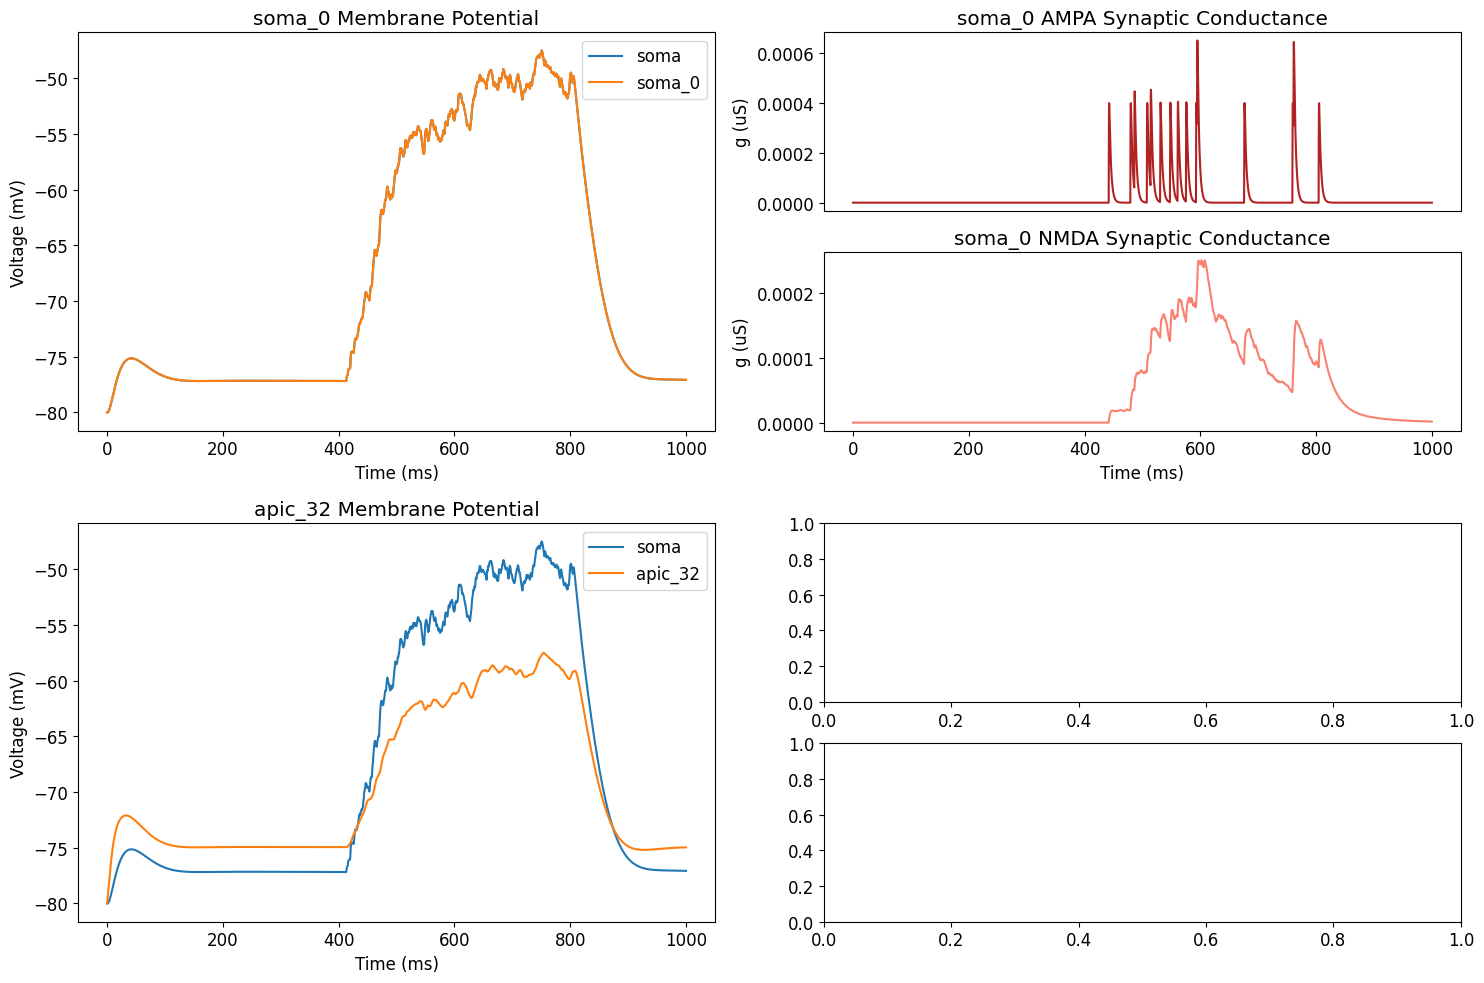 soma_0 Membrane Potential
Voltage (mV)
−50
−55
−60
−65
−70
−75
−80
soma
soma_0
0 200 400 600 800 1000
Time (ms)
soma_0 AMPA Synaptic Conductance
g (uS)
0.0006
0.0004
0.0002
0.0000
soma_0 NMDA Synaptic Conductance
g (uS)
0.0002
0.0001
0.0000
0 200 400 600 800 1000
Time (ms)
apic_32 Membrane Potential
Voltage (mV)
−50
−55
−60
−65
−70
−75
−80
soma
apic_32
0 200 400 600 800 1000
Time (ms)
1.0
0.8
0.6
0.4
0.2
0.0
0.0 0.2 0.4 0.6 0.8 1.0
1.0
0.8
0.6
0.4
0.2
0.0
0.0 0.2 0.4 0.6 0.8 1.0